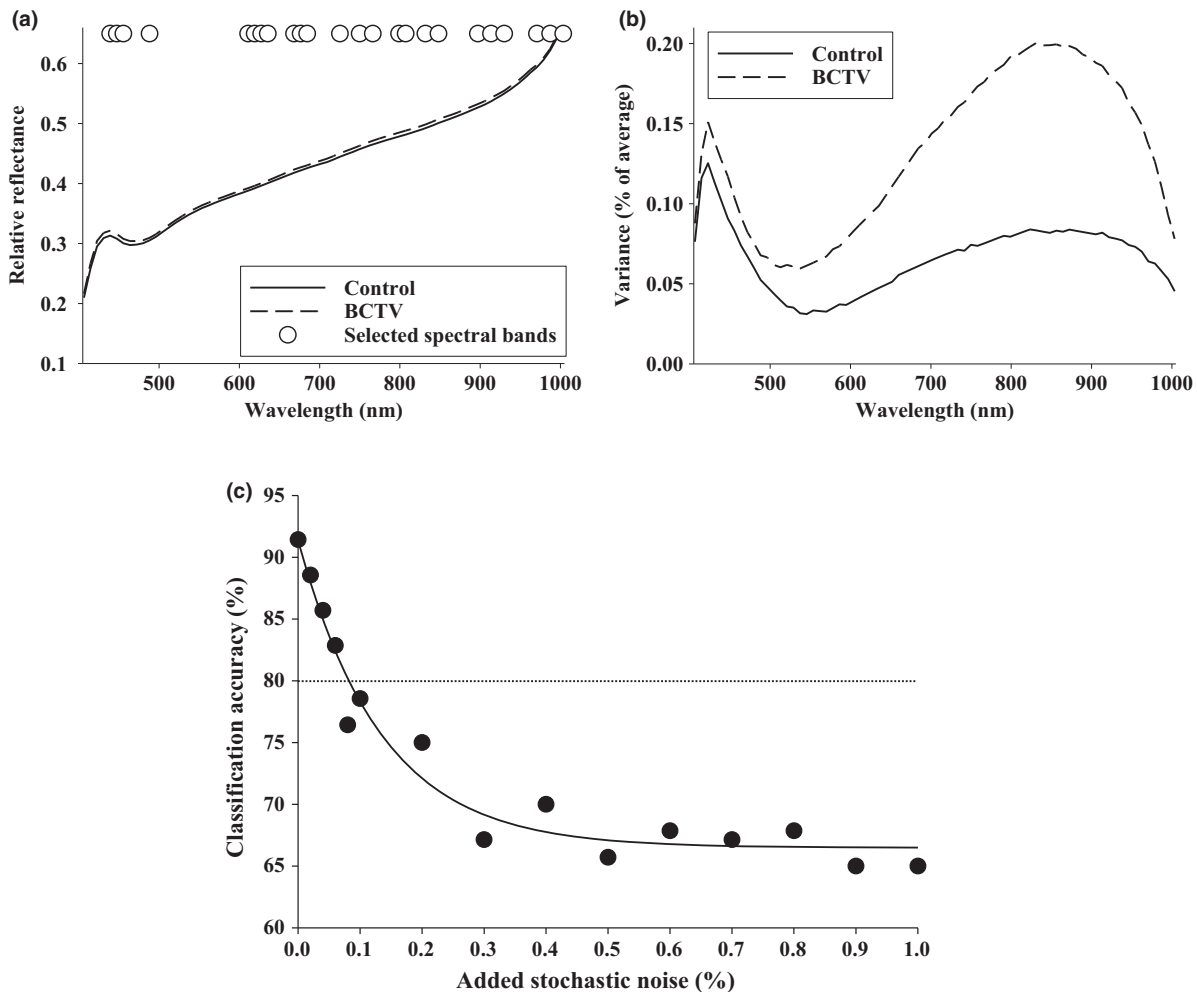 (a)
Relative reflectance
0.6
0.5
0.4
0.3
0.2
0.1
Control
BCTV
Selected spectral bands
500 600 700 800 900 1000
Wavelength (nm)
(b)
Variance (% of average)
0.20
0.15
0.10
0.05
0.00
Control
BCTV
500 600 700 800 900 1000
Wavelength (nm)
(c)
Classification accuracy (%)
95
90
85
80
75
70
65
60
0.0 0.1 0.2 0.3 0.4 0.5 0.6 0.7 0.8 0.9 1.0
Added stochastic noise (%)